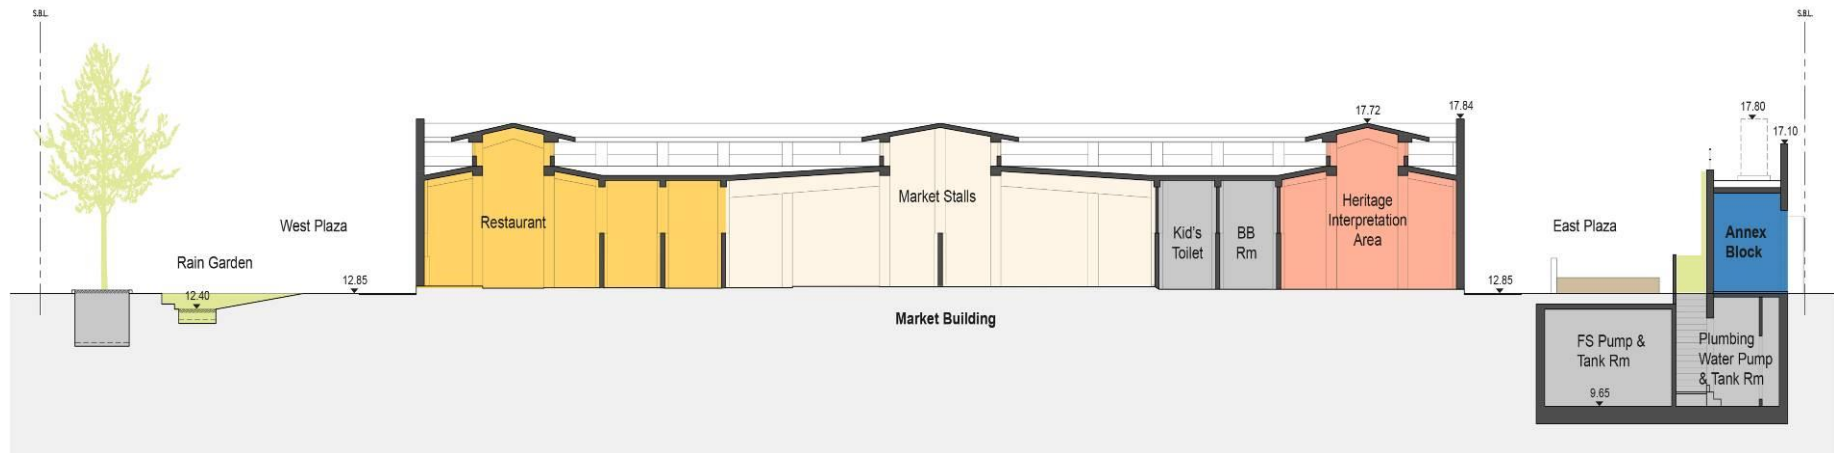 S.B.L.
S.B.L.
17.72
17.84
17.80
17.10
Restaurant
Market Stalls
Kid's
Toilet
BB
Rm
Heritage
Interpretation
Area
West Plaza
East Plaza
Annex
Block
Rain Garden
12.40
12.85
12.85
Market Building
FS Pump &
Tank Rm
9.65
Plumbing
Water Pump
& Tank Rm